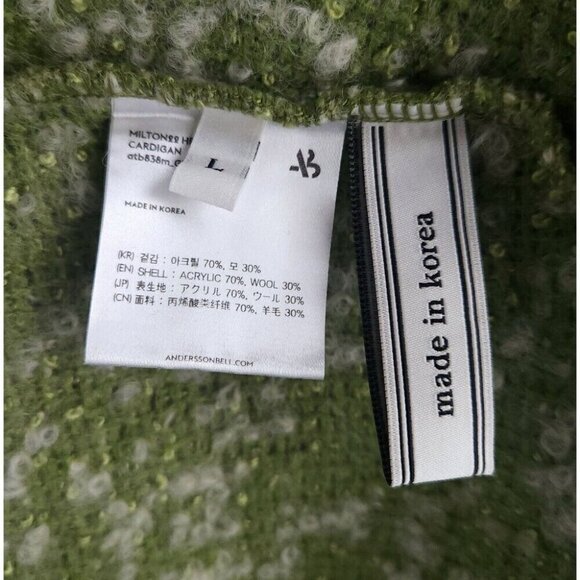 MILTON
CARDIGAN
atb838m
L
MADE IN KOREA
(KR) 겉감 : 아크릴 70%, 모 30%
(EN) SHELL : ACRYLIC 70%, WOOL 30%
(JP) 表生地 : アクリル 70%, ウール 30%
(CN) 面料 : 丙烯酸类纤维 70%, 羊毛 30%
ANDERSSONBELL.COM
made in korea